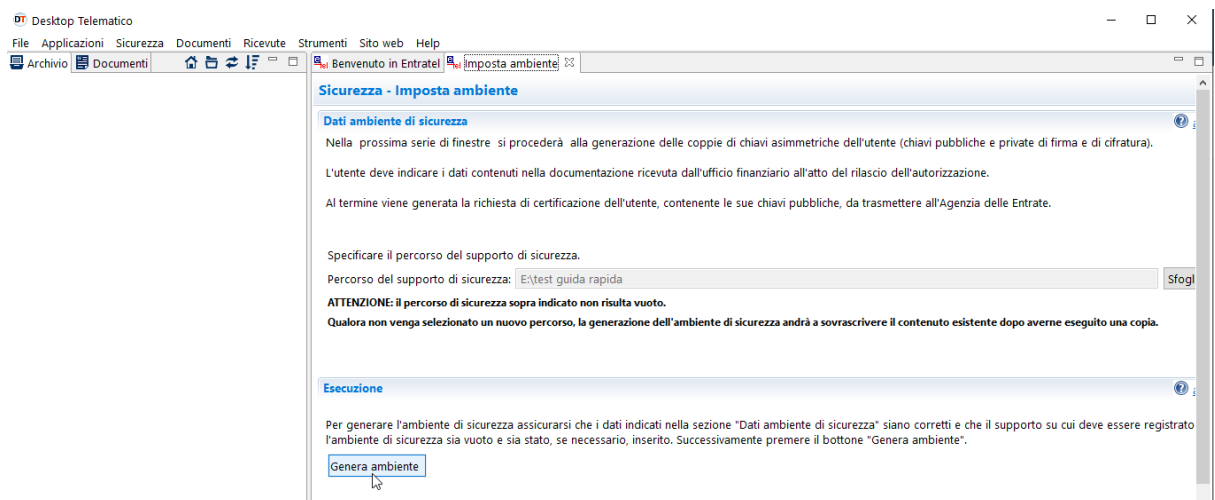 Desktop Telematico
File Applicazioni Sicurezza Documenti Ricevute Strumenti Sito web Help
Archivio Documenti
Benvenuto in Entratel Imposta ambiente
Sicurezza - Imposta ambiente
Dati ambiente di sicurezza
Nella prossima serie di finestre si procederà alla generazione delle coppie di chiavi asimmetriche dell'utente (chiavi pubbliche e private di firma e di cifratura).
L'utente deve indicare i dati contenuti nella documentazione ricevuta dall'ufficio finanziario all'atto del rilascio dell'autorizzazione.
Al termine viene generata la richiesta di certificazione dell'utente, contenente le sue chiavi pubbliche, da trasmettere all'Agenzia delle Entrate.
Specificare il percorso del supporto di sicurezza.
Percorso del supporto di sicurezza: E:\test guida rapida Sfogl
ATTENZIONE: il percorso di sicurezza sopra indicato non risulta vuoto.
Qualora non venga selezionato un nuovo percorso, la generazione dell'ambiente di sicurezza andrà a sovrascrivere il contenuto esistente dopo averne eseguito una copia.
Esecuzione
Per generare l'ambiente di sicurezza assicurarsi che i dati indicati nella sezione "Dati ambiente di sicurezza" siano corretti e che il supporto su cui deve essere registrato
l'ambiente di sicurezza sia vuoto e sia stato, se necessario, inserito. Successivamente premere il bottone "Genera ambiente".
Genera ambiente